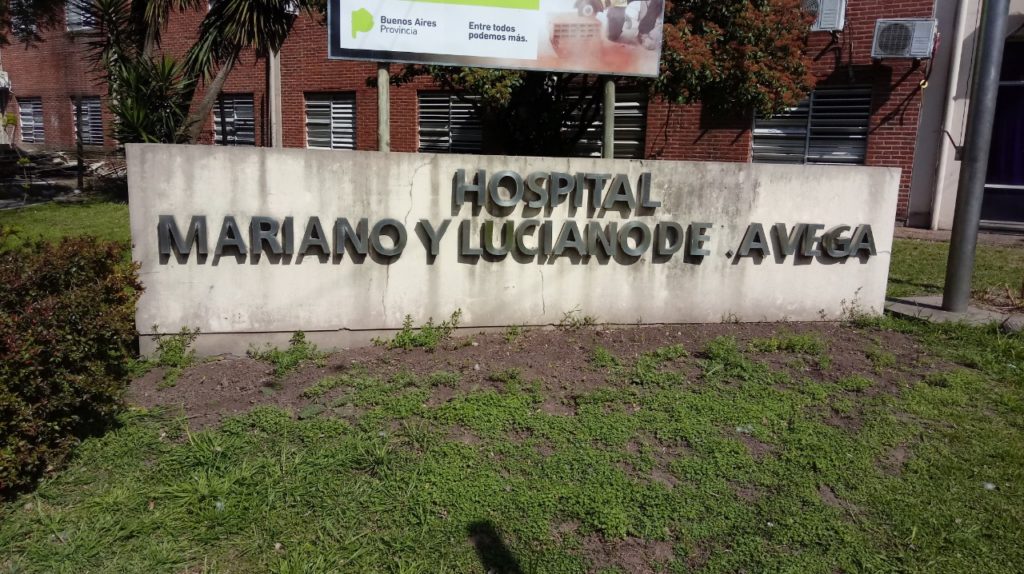 Buenos Aires
Provincia
Entre todos
podemos más.
HOSPITAL
MARIANO Y LUCIANO DE . A VEGA